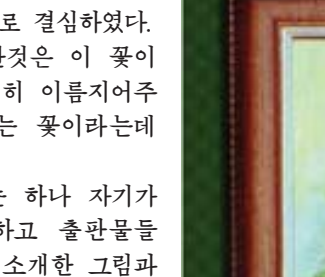 로 결심하였다.
한것은 이 꽃이
히 이름지어주
는 꽃이라는데
는 하나 자기가
하고 출판물들
소개한 그림과